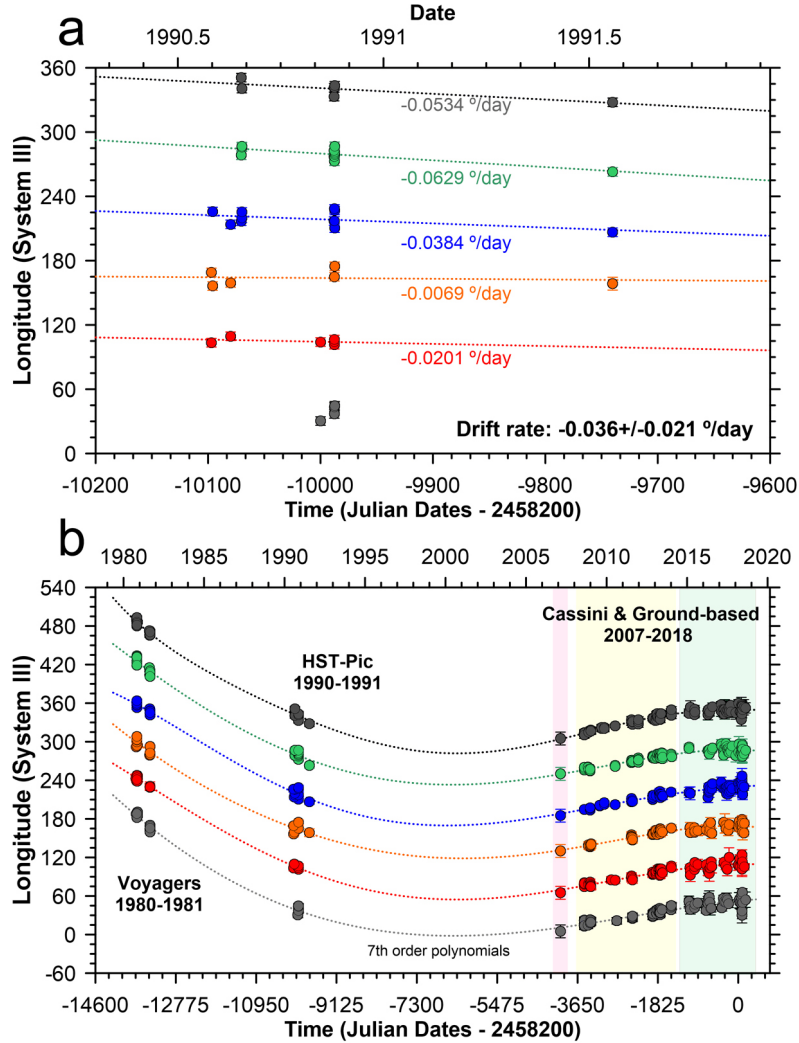 a
Date
1990.5 1991 1991.5
360
300
240
180
120
60
0
Longitude (System III)
-0.0534 º/day
-0.0629 º/day
-0.0384 º/day
-0.0069 º/day
-0.0201 º/day
Drift rate: -0.036+/-0.021 º/day
-10200 -10100 -10000 -9900 -9800 -9700 -9600
Time (Julian Dates - 2458200)
b
1980 1985 1990 1995 2000 2005 2010 2015 2020
540
480
420
360
300
240
180
120
60
0
-60
Longitude (System III)
Cassini & Ground-based
2007-2018
HST-Pic
1990-1991
Voyagers
1980-1981
7th order polynomials
-14600 -12775 -10950 -9125 -7300 -5475 -3650 -1825 0
Time (Julian Dates - 2458200)